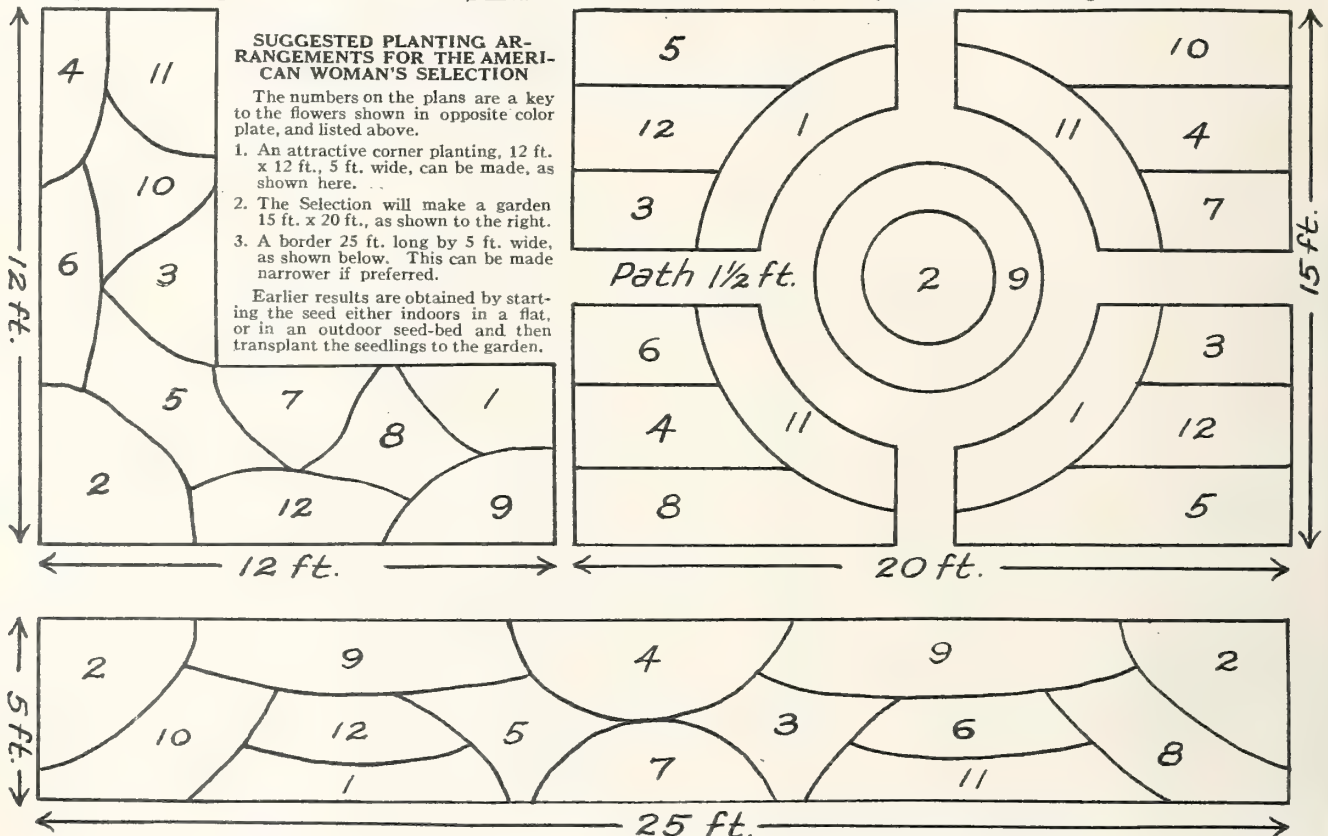 SUGGESTED PLANTING AR-
RANGEMENTS FOR THE AMERI-
CAN WOMAN'S SELECTION
The numbers on the plans are a key
to the flowers shown in opposite color
plate, and listed above.
1. An attractive corner planting, 12 ft.
x 12 ft., 5 ft. wide, can be made, as
shown here.
2. The Selection will make a garden
15 ft. x 20 ft., as shown to the right.
3. A border 25 ft. long by 5 ft. wide,
as shown below. This can be made
narrower if preferred.
Earlier results are obtained by start-
ing the seed either indoors in a flat,
or in an outdoor seed-bed and then
transplant the seedlings to the garden.
4 11
10
6 3
5 7 8 1
2 12 9
12 ft.
12 ft.
5 1 11 10
12 4
3 7
Path 1½ ft. 2 9
6 3
4 11 1 12
8 5
15 ft.
20 ft.
2 9 4 9 2
10 12 5 3 6 8
1 7 11
5 ft.
25 ft.